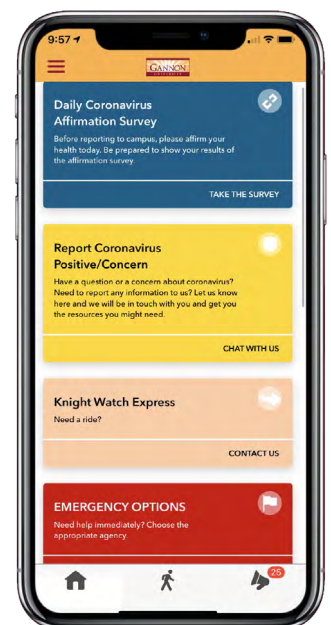 9:57
GANNON
Daily Coronavirus
Affirmation Survey
Before reporting to campus, please affirm your
health today. Be prepared to show your results of
the affirmation survey.
TAKE THE SURVEY
Report Coronavirus
Positive/Concern
Have a question or a concern about coronavirus?
Need to report any information to us? Let us know
here and we will be in touch with you and get you
the resources you might need.
CHAT WITH US
Knight Watch Express
Need a ride?
CONTACT US
EMERGENCY OPTIONS
Need help immediately? Choose the
appropriate agency.
25